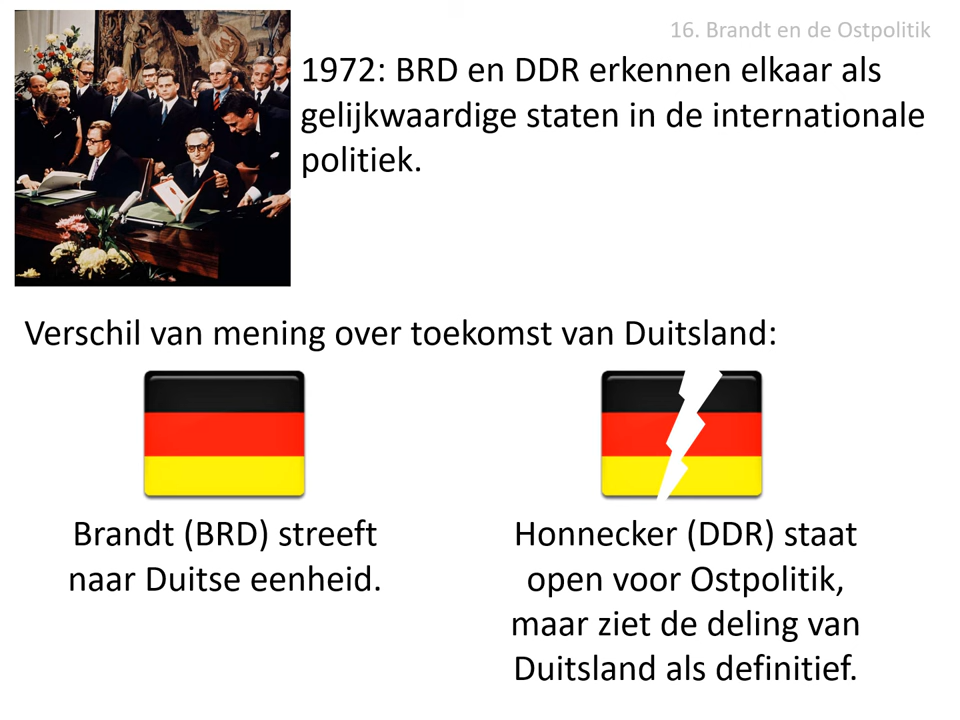 16. Brandt en de Ostpolitik
1972: BRD en DDR erkennen elkaar als
gelijkwaardige staten in de internationale
politiek.
Verschil van mening over toekomst van Duitsland:
Brandt (BRD) streeft
naar Duitse eenheid.
Honnecker (DDR) staat
open voor Ostpolitik,
maar ziet de deling van
Duitsland als definitief.